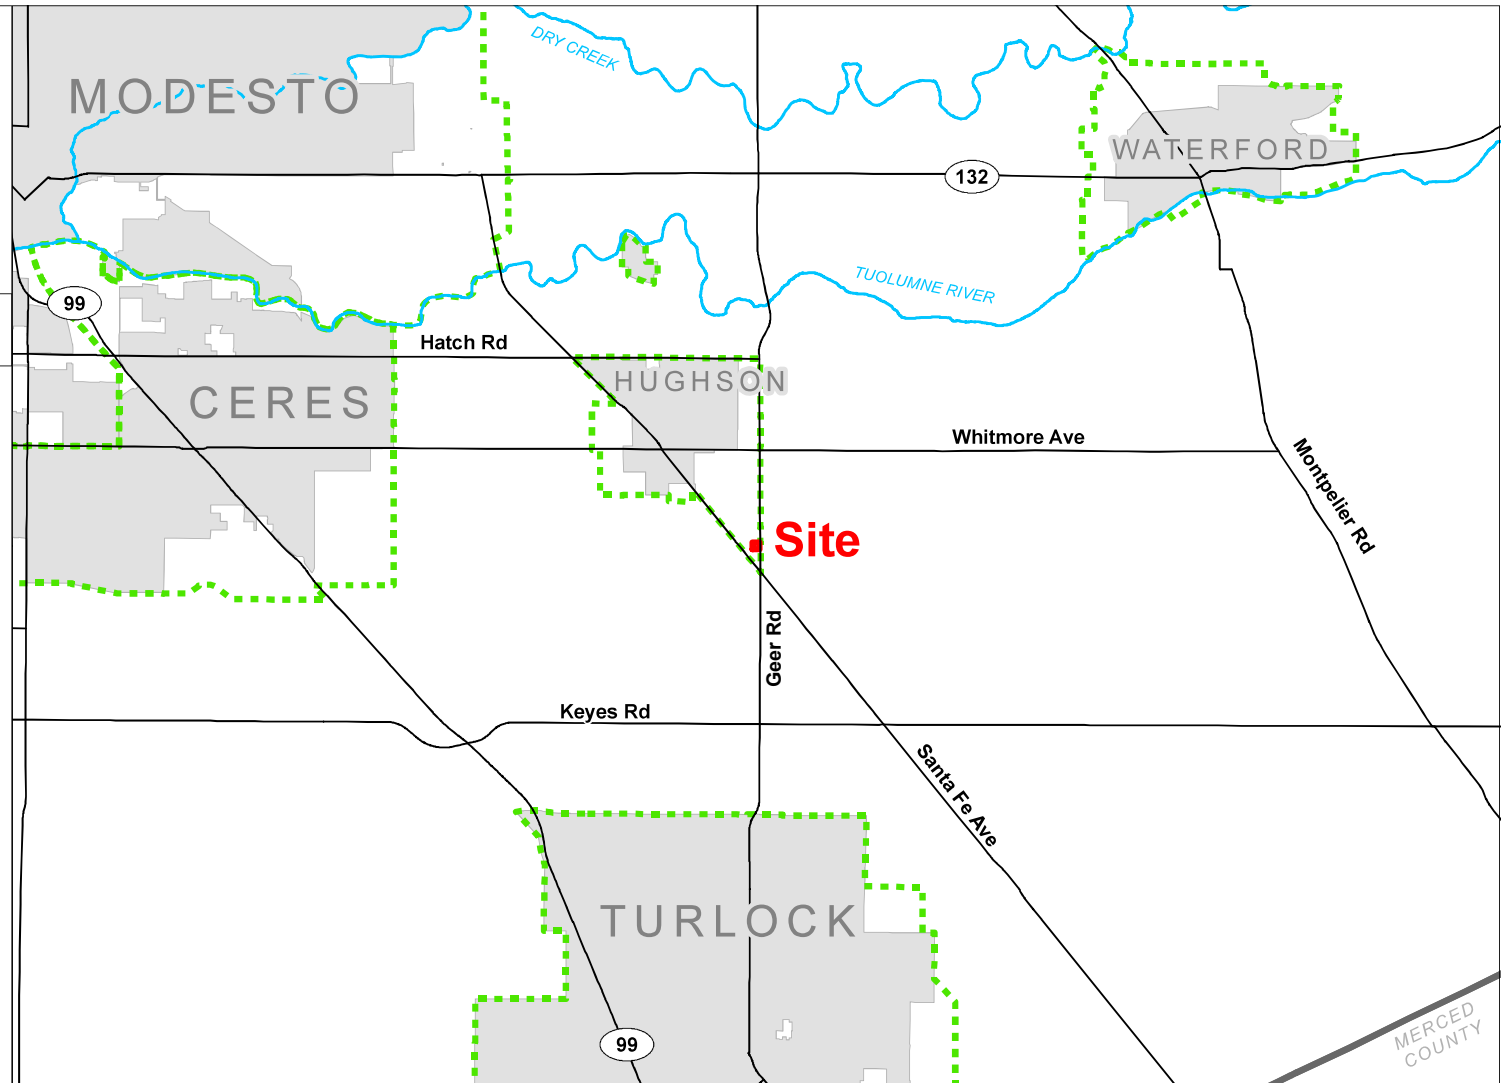 DRY CREEK
MODESTO
WATERFORD
132
TUOLUMNE RIVER
99
Hatch Rd
HUGHSON
CERES
Whitmore Ave
Montpelier Rd
Site
Geer Rd
Keyes Rd
Santa Fe Ave
TURLOCK
99
MERCED
COUNTY